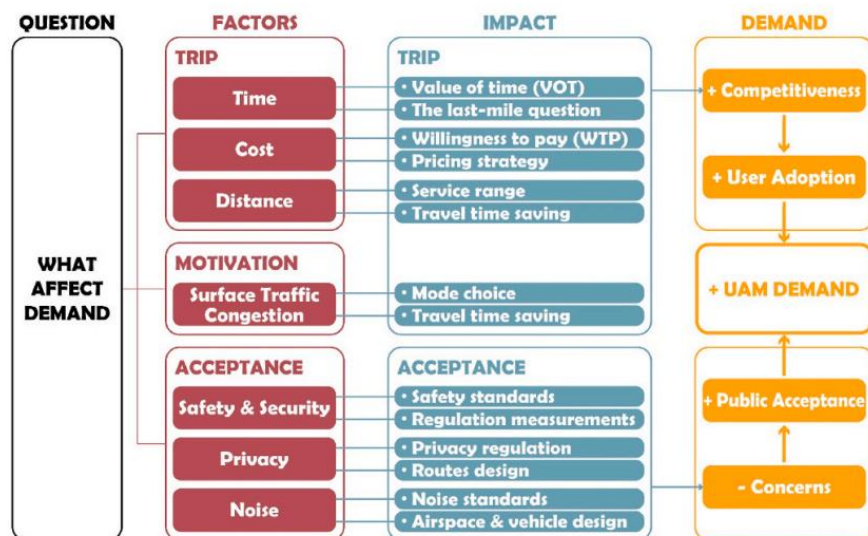 QUESTION
FACTORS
IMPACT
DEMAND
WHAT
AFFECT
DEMAND
TRIP
Time
Cost
Distance
MOTIVATION
Surface Traffic
Congestion
ACCEPTANCE
Safety & Security
Privacy
Noise
TRIP
• Value of time (VOT)
• The last-mile question
• Willingness to pay (WTP)
• Pricing strategy
• Service range
• Travel time saving
• Mode choice
• Travel time saving
ACCEPTANCE
• Safety standards
• Regulation measurements
• Privacy regulation
• Routes design
• Noise standards
• Airspace & vehicle design
+ Competitiveness
+ User Adoption
+ UAM DEMAND
+ Public Acceptance
- Concerns